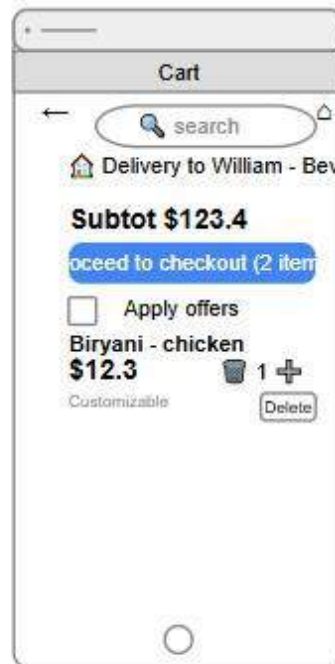 Cart
search
Delivery to William - Bev
Subtot $123.4
oceed to checkout (2 item
Apply offers
Biryani - chicken
$12.3 1
Customizable
Delete